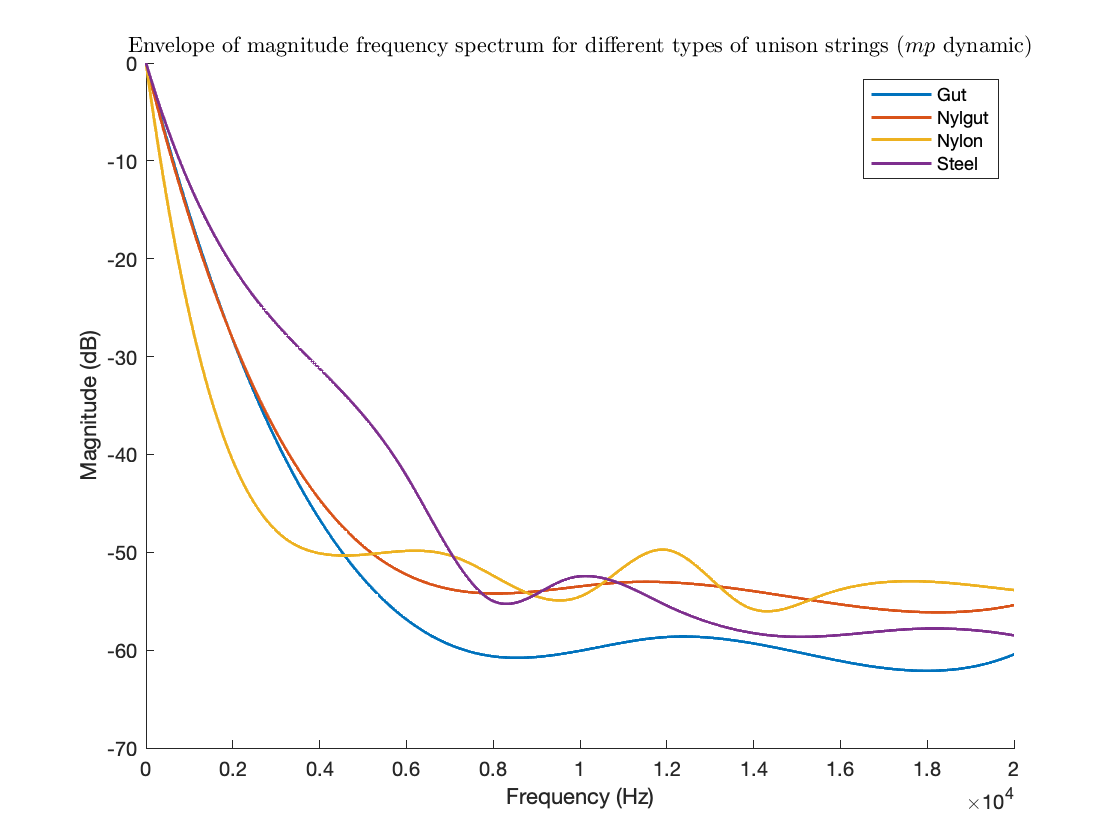 Envelope of magnitude frequency spectrum for different types of unison strings (mp dynamic)
Gut
Nylgut
Nylon
Steel
Magnitude (dB)
0
-10
-20
-30
-40
-50
-60
-70
0 0.2 0.4 0.6 0.8 1 1.2 1.4 1.6 1.8 2
Frequency (Hz)
×10⁴